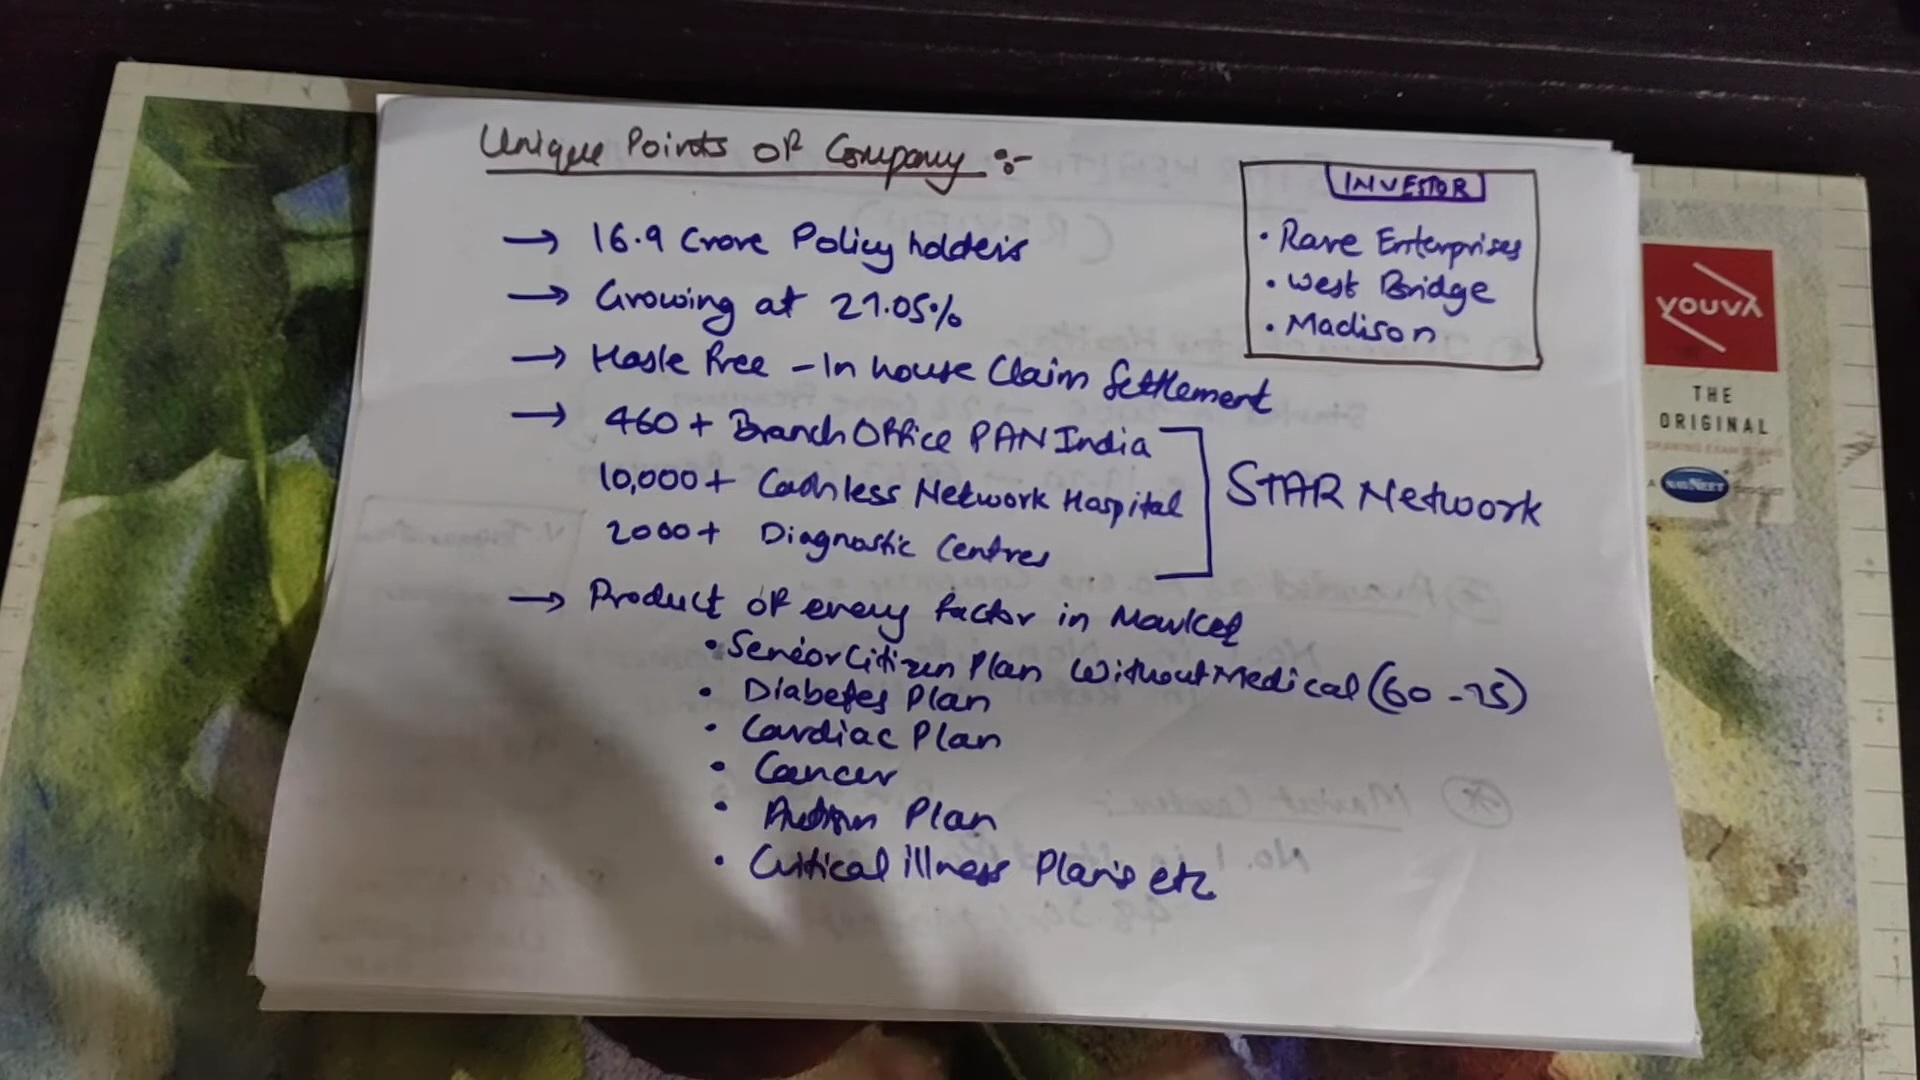 Unique Points of Company :-
→ 16.9 Crore Policy holders
→ Growing at 27.05%
→ Hasle free - In house Claim Settlement
→ 460+ Branch Office PAN India
10,000+ Cashless Network Hospital
2000+ Diagnostic Centres
STAR Network
→ Product of every factor in Market
• Senior Citizen Plan Without Medical (60-75)
• Diabetes Plan
• Cardiac Plan
• Cancer
• Autism Plan
• Critical illness Plans etc
INVESTOR
• Rare Enterprises
• West Bridge
• Madison
YOUVA
THE
ORIGINAL
NAVNEET